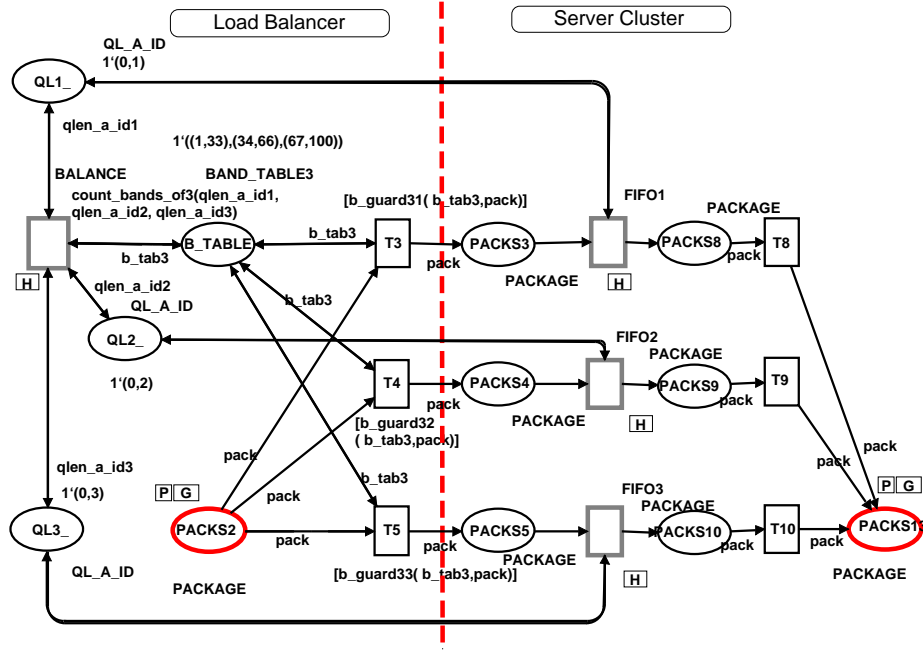 Load Balancer
Server Cluster
QL_A_ID
1‘(0,1)
QL1_
qlen_a_id1
1‘((1,33),(34,66),(67,100))
BALANCE
BAND_TABLE3
count_bands_of3(qlen_a_id1,
qlen_a_id2, qlen_a_id3)
[b_guard31( b_tab3,pack)]
FIFO1
PACKAGE
B_TABLE
b_tab3
b_tab3
T3
pack
PACKS3
PACKS8
pack
T8
H
PACKAGE
H
qlen_a_id2
QL_A_ID
b_tab3
QL2_
FIFO2
PACKAGE
1‘(0,2)
T4
pack
PACKS4
PACKS9
pack
T9
PACKAGE
H
[b_guard32
( b_tab3,pack)]
pack
pack
pack
qlen_a_id3
1‘(0,3)
b_tab3
pack
P G
P G
FIFO3
PACKAGE
QL3_
PACKS2
pack
T5
pack
PACKS5
PACKS10
pack
T10
pack
PACKS13
PACKAGE
QL_A_ID
[b_guard33( b_tab3,pack)]
H
PACKAGE
PACKAGE